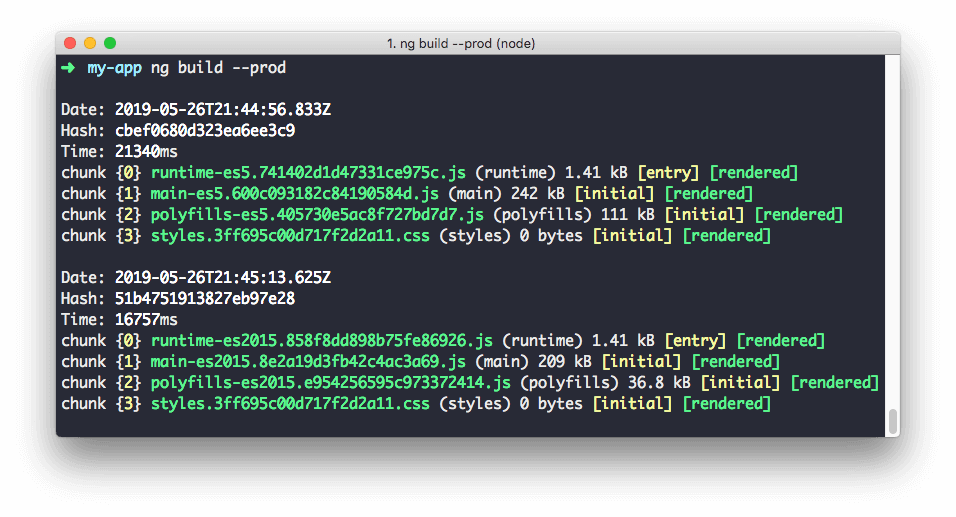 1. ng build --prod (node)
➜ my-app ng build --prod
Date: 2019-05-26T21:44:56.833Z
Hash: cbef0680d323ea6ee3c9
Time: 21340ms
chunk {0} runtime-es5.741402d1d47331ce975c.js (runtime) 1.41 kB [entry] [rendered]
chunk {1} main-es5.600c093182c84190584d.js (main) 242 kB [initial] [rendered]
chunk {2} polyfills-es5.405730e5ac8f727bd7d7.js (polyfills) 111 kB [initial] [rendered]
chunk {3} styles.3ff695c00d717f2d2a11.css (styles) 0 bytes [initial] [rendered]
Date: 2019-05-26T21:45:13.625Z
Hash: 51b4751913827eb97e28
Time: 16757ms
chunk {0} runtime-es2015.858f8dd898b75fe86926.js (runtime) 1.41 kB [entry] [rendered]
chunk {1} main-es2015.8e2a19d3fb42c4ac3a69.js (main) 209 kB [initial] [rendered]
chunk {2} polyfills-es2015.e954256595c973372414.js (polyfills) 36.8 kB [initial] [rendered]
chunk {3} styles.3ff695c00d717f2d2a11.css (styles) 0 bytes [initial] [rendered]